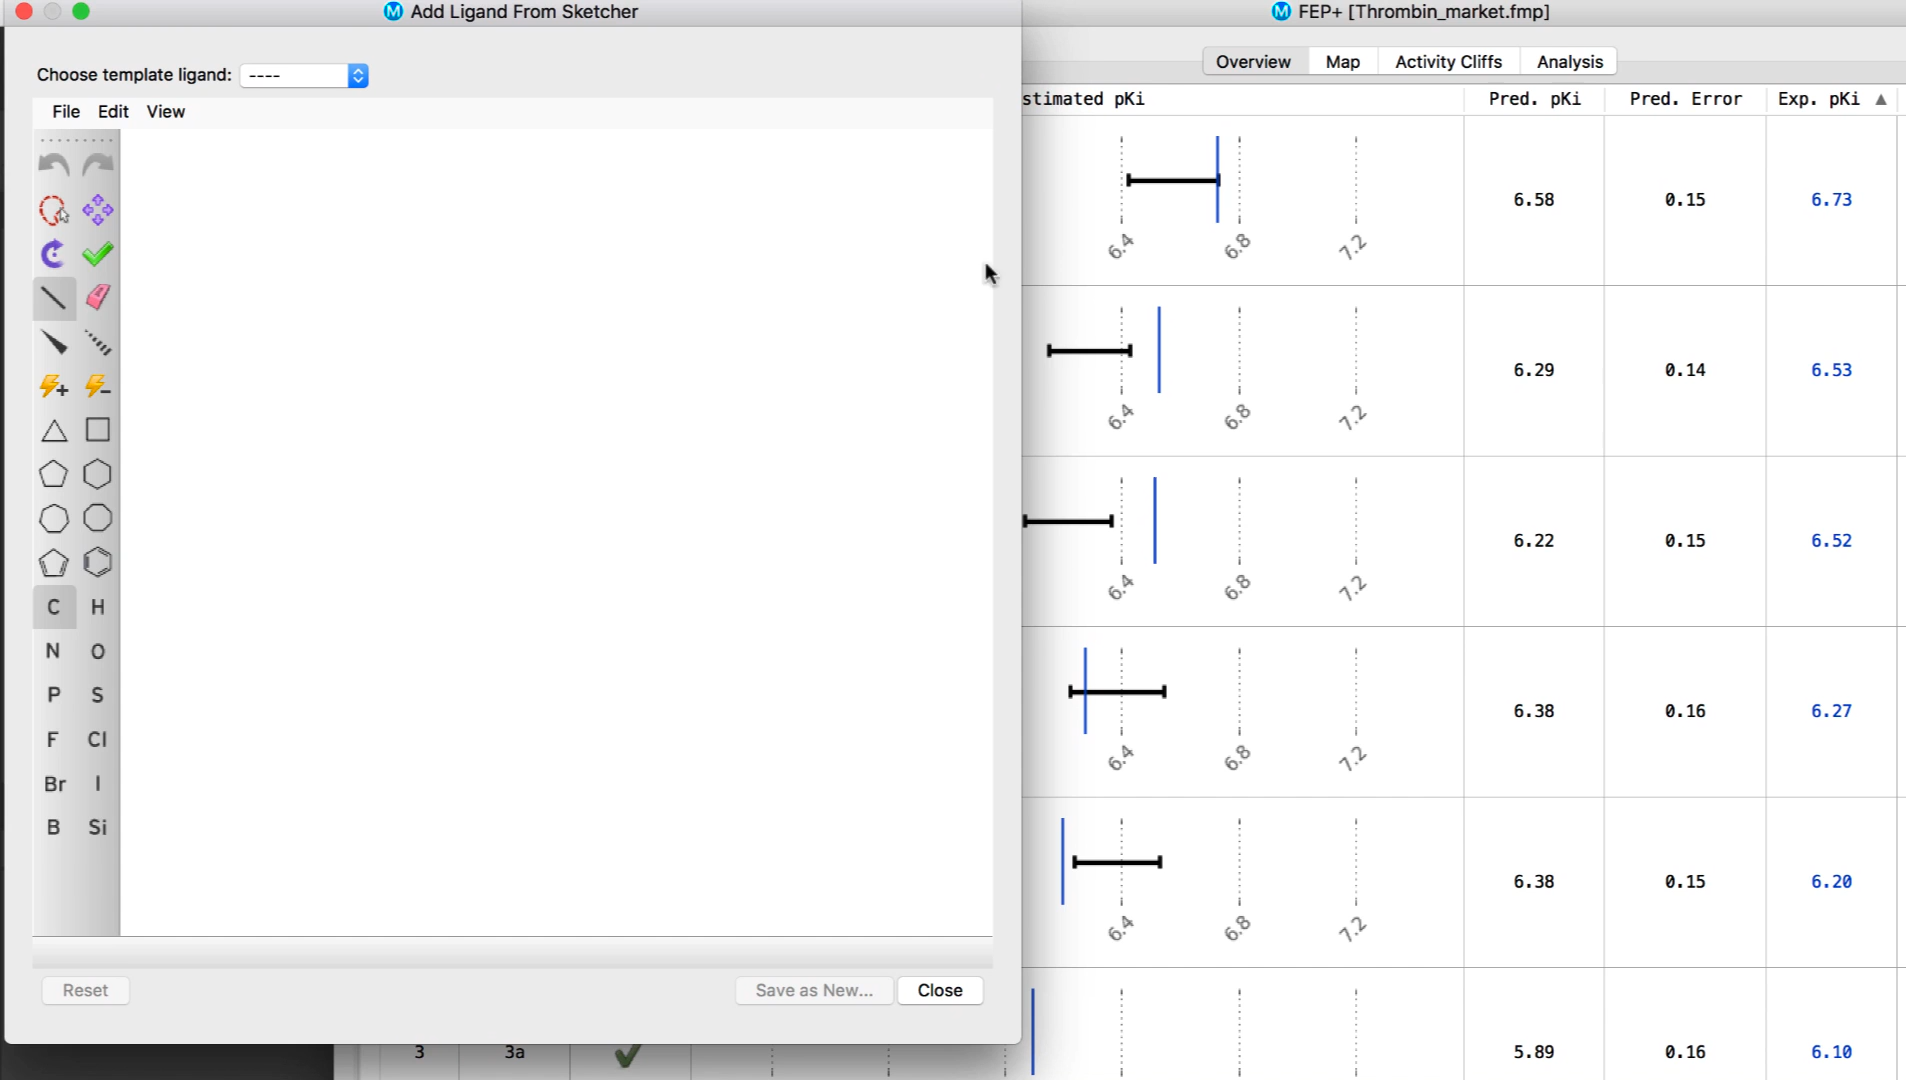 Add Ligand From Sketcher
FEP+ [Thrombin_market.fmp]
Overview Map Activity Cliffs Analysis
Choose template ligand: ----
File Edit View
stimated pKi Pred. pKi Pred. Error Exp. pKi ▲
6.4 6.8 7.2
6.58 0.15 6.73
6.4 6.8 7.2
6.29 0.14 6.53
6.4 6.8 7.2
6.22 0.15 6.52
6.4 6.8 7.2
6.38 0.16 6.27
6.4 6.8 7.2
6.38 0.15 6.20
C H
N O
P S
F Cl
Br I
B Si
Reset Save as New... Close
3 3a 5.89 0.16 6.10